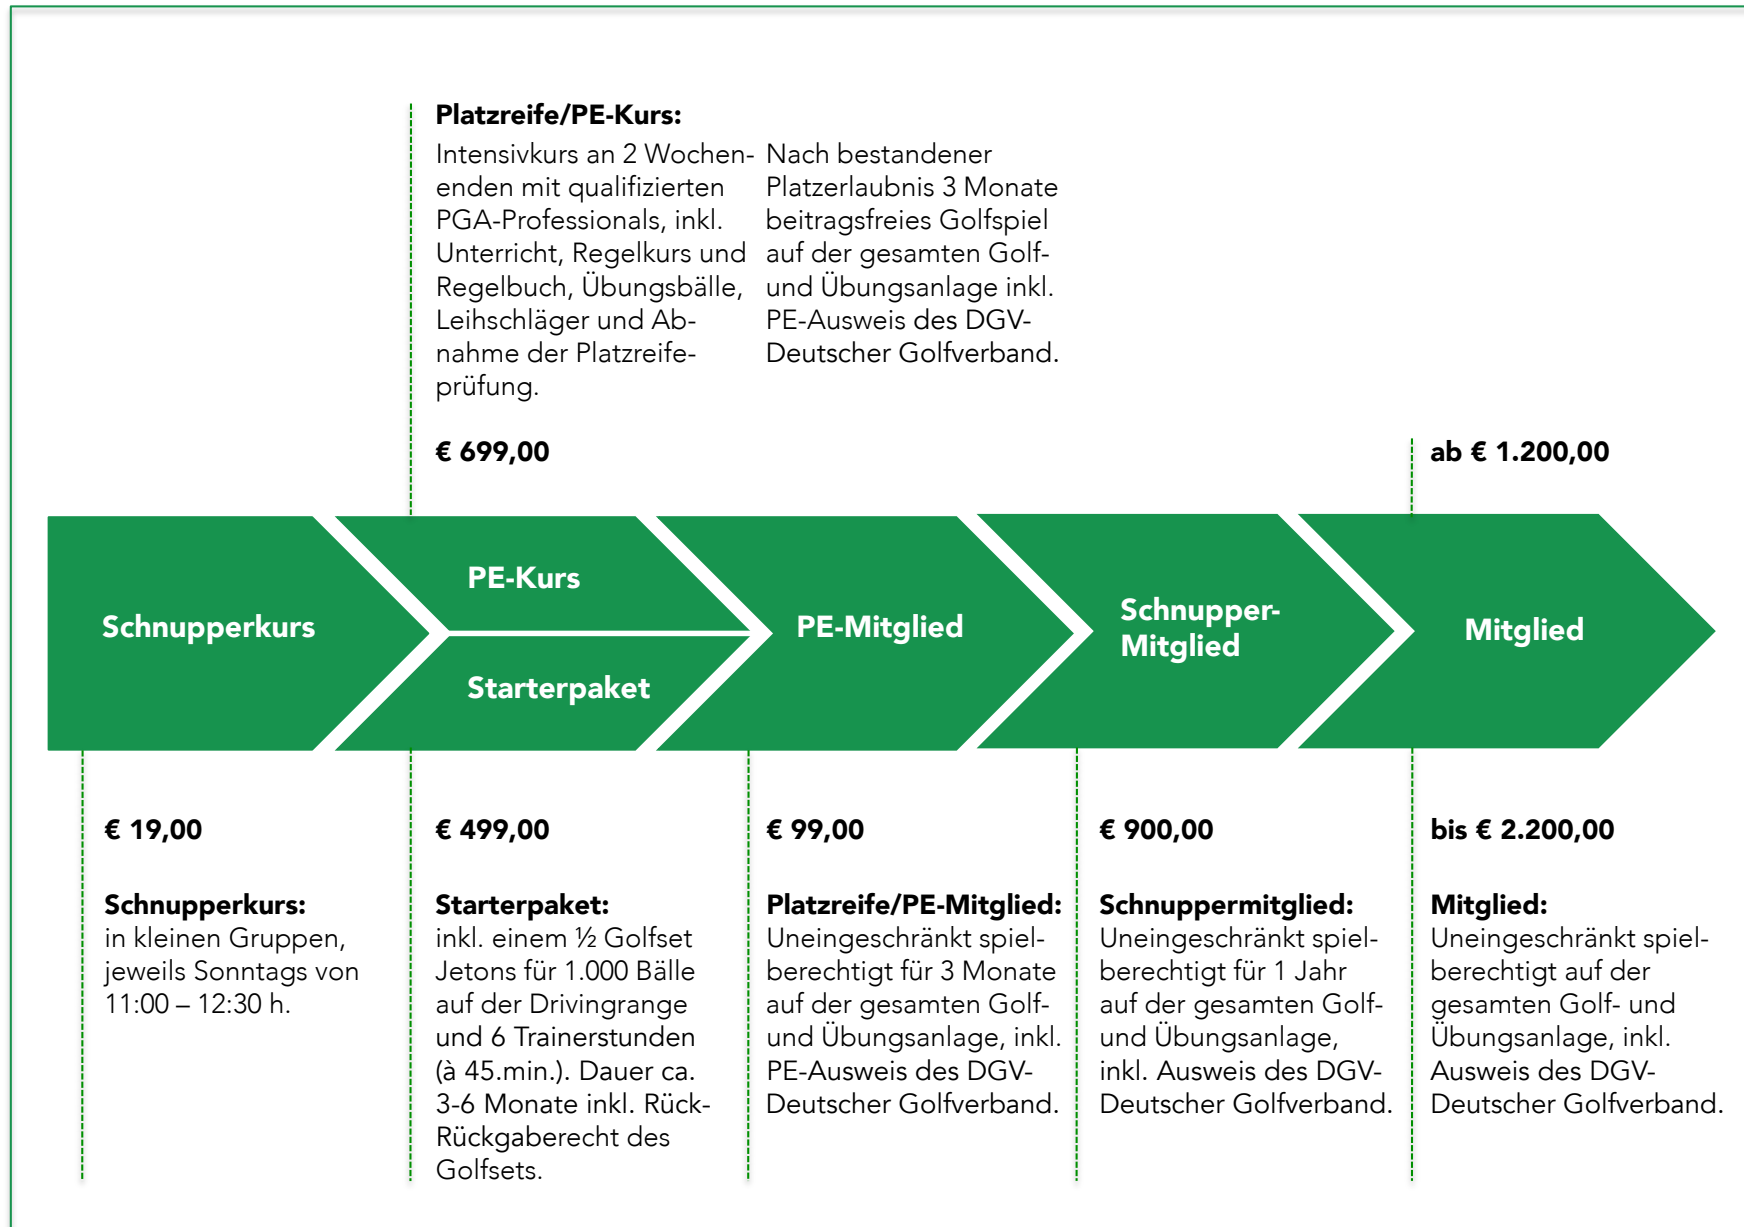 Platzreife/PE-Kurs:
Intensivkurs an 2 Wochen-
enden mit qualifizierten
PGA-Professionals, inkl.
Unterricht, Regelkurs und
Regelbuch, Übungsbälle,
Leihschläger und Ab-
nahme der Platzreife-
prüfung.
Nach bestandener
Platzerlaubnis 3 Monate
beitragsfreies Golfspiel
auf der gesamten Golf-
und Übungsanlage inkl.
PE-Ausweis des DGV-
Deutscher Golfverband.
€ 699,00
ab € 1.200,00
Schnupperkurs
PE-Kurs
Starterpaket
PE-Mitglied
Schnupper-
Mitglied
Mitglied
€ 19,00
Schnupperkurs:
in kleinen Gruppen,
jeweils Sonntags von
11:00 – 12:30 h.
€ 499,00
Starterpaket:
inkl. einem ½ Golfset
Jetons für 1.000 Bälle
auf der Drivingrange
und 6 Trainerstunden
(à 45.min.). Dauer ca.
3-6 Monate inkl. Rück-
Rückgaberecht des
Golfsets.
€ 99,00
Platzreife/PE-Mitglied:
Uneingeschränkt spiel-
berechtigt für 3 Monate
auf der gesamten Golf-
und Übungsanlage, inkl.
PE-Ausweis des DGV-
Deutscher Golfverband.
€ 900,00
Schnuppermitglied:
Uneingeschränkt spiel-
berechtigt für 1 Jahr
auf der gesamten Golf-
und Übungsanlage,
inkl. Ausweis des DGV-
Deutscher Golfverband.
bis € 2.200,00
Mitglied:
Uneingeschränkt spiel-
berechtigt auf der
gesamten Golf- und
Übungsanlage, inkl.
Ausweis des DGV-
Deutscher Golfverband.